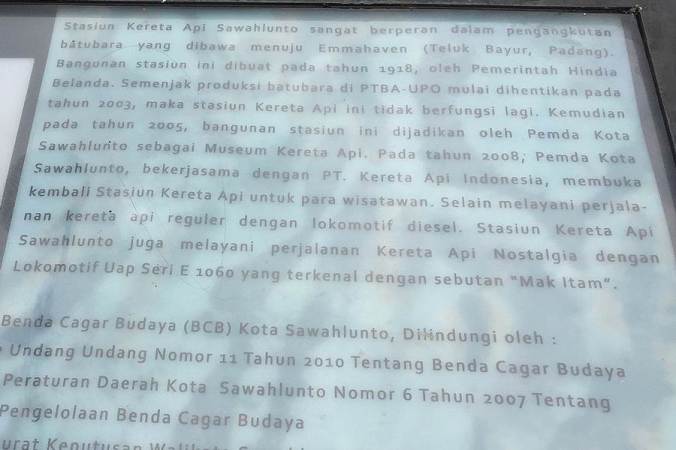 Stasiun Kereta Api Sawahlunto sangat berperan dalam pengangkutan
batubara yang dibawa menuju Emmahaven (Teluk Bayur, Padang).
Bangunan stasiun ini dibuat pada tahun 1918, oleh Pemerintah Hindia
Belanda. Semenjak produksi batubara di PTBA-UPO mulai dihentikan pada
tahun 2003, maka stasiun Kereta Api ini tidak berfungsi lagi. Kemudian
pada tahun 2005, bangunan stasiun ini dijadikan oleh Pemda Kota
Sawahlunto sebagai Museum Kereta Api. Pada tahun 2008, Pemda Kota
Sawahlunto, bekerjasama dengan PT. Kereta Api Indonesia, membuka
kembali Stasiun Kereta Api untuk para wisatawan. Selain melayani perjala-
nan kereta api reguler dengan lokomotif diesel. Stasiun Kereta Api
Sawahlunto juga melayani perjalanan Kereta Api Nostalgia dengan
Lokomotif Uap Seri E 1060 yang terkenal dengan sebutan "Mak Itam".
Benda Cagar Budaya (BCB) Kota Sawahlunto, Dilindungi oleh :
Undang Undang Nomor 11 Tahun 2010 Tentang Benda Cagar Budaya
Peraturan Daerah Kota Sawahlunto Nomor 6 Tahun 2007 Tentang
Pengelolaan Benda Cagar Budaya
urat Keputusan